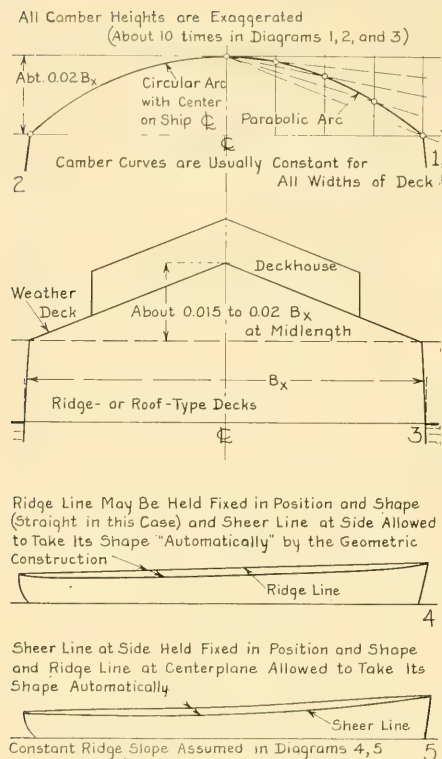 All Camber Heights are Exaggerated
(About 10 times in Diagrams 1, 2, and 3)
Abt. 0.02 Bx
Circular Arc
with Center
on Ship ℄
Parabolic Arc
℄
2
1
Camber Curves are Usually Constant for
All Widths of Deck
Deckhouse
Weather
Deck
About 0.015 to 0.02 Bx
at Midlength
Bx
Ridge- or Roof-Type Decks
℄
3
Ridge Line May Be Held Fixed in Position and Shape
(Straight in this Case) and Sheer Line at Side Allowed
to Take Its Shape "Automatically" by the Geometric
Construction
Ridge Line
4
Sheer Line at Side Held Fixed in Position and Shape
and Ridge Line at Centerplane Allowed to Take Its
Shape Automatically
Sheer Line
Constant Ridge Slope Assumed in Diagrams 4,5
5